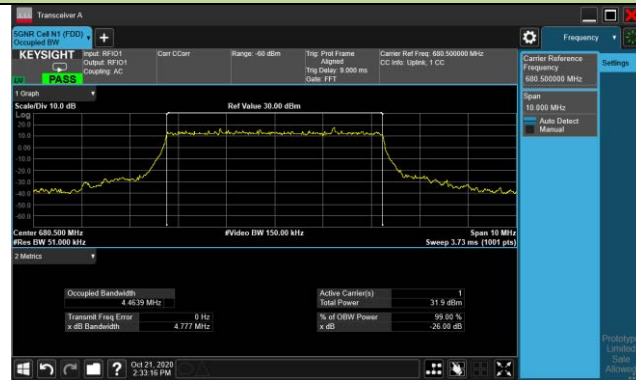 Transceiver A
5GNR Cell N1 (FDD)
Occupied BW
Frequency
KEYSIGHT
PASS
Input: RFIO1
Output: RFIO1
Coupling: AC
Corr CCorr
Range: -60 dBm
Trig: Prot Frame
Aligned
Trig Delay: 9.000 ms
Gate: FFT
Carrier Ref Freq: 680.500000 MHz
CC Info: Uplink, 1 CC
Carrier Reference
Frequency
680.500000 MHz
Settings
Span
10.000 MHz
Auto Detect
Manual
1 Graph
Scale/Div 10.0 dB
Ref Value 30.00 dBm
Log
20.0
10.0
0.00
-10.0
-20.0
-30.0
-40.0
-50.0
-60.0
Center 680.500 MHz
#Video BW 150.00 kHz
Span 10 MHz
#Res BW 51.000 kHz
Sweep 3.73 ms (1001 pts)
2 Metrics
Occupied Bandwidth
4.4639 MHz
Active Carrier(s)
1
Total Power
31.9 dBm
Transmit Freq Error
0 Hz
x dB Bandwidth
4.777 MHz
% of OBW Power
99.00 %
x dB
-26.00 dB
Oct 21, 2020
2:33:16 PM
Prototype
Limited
Sale
Allowed